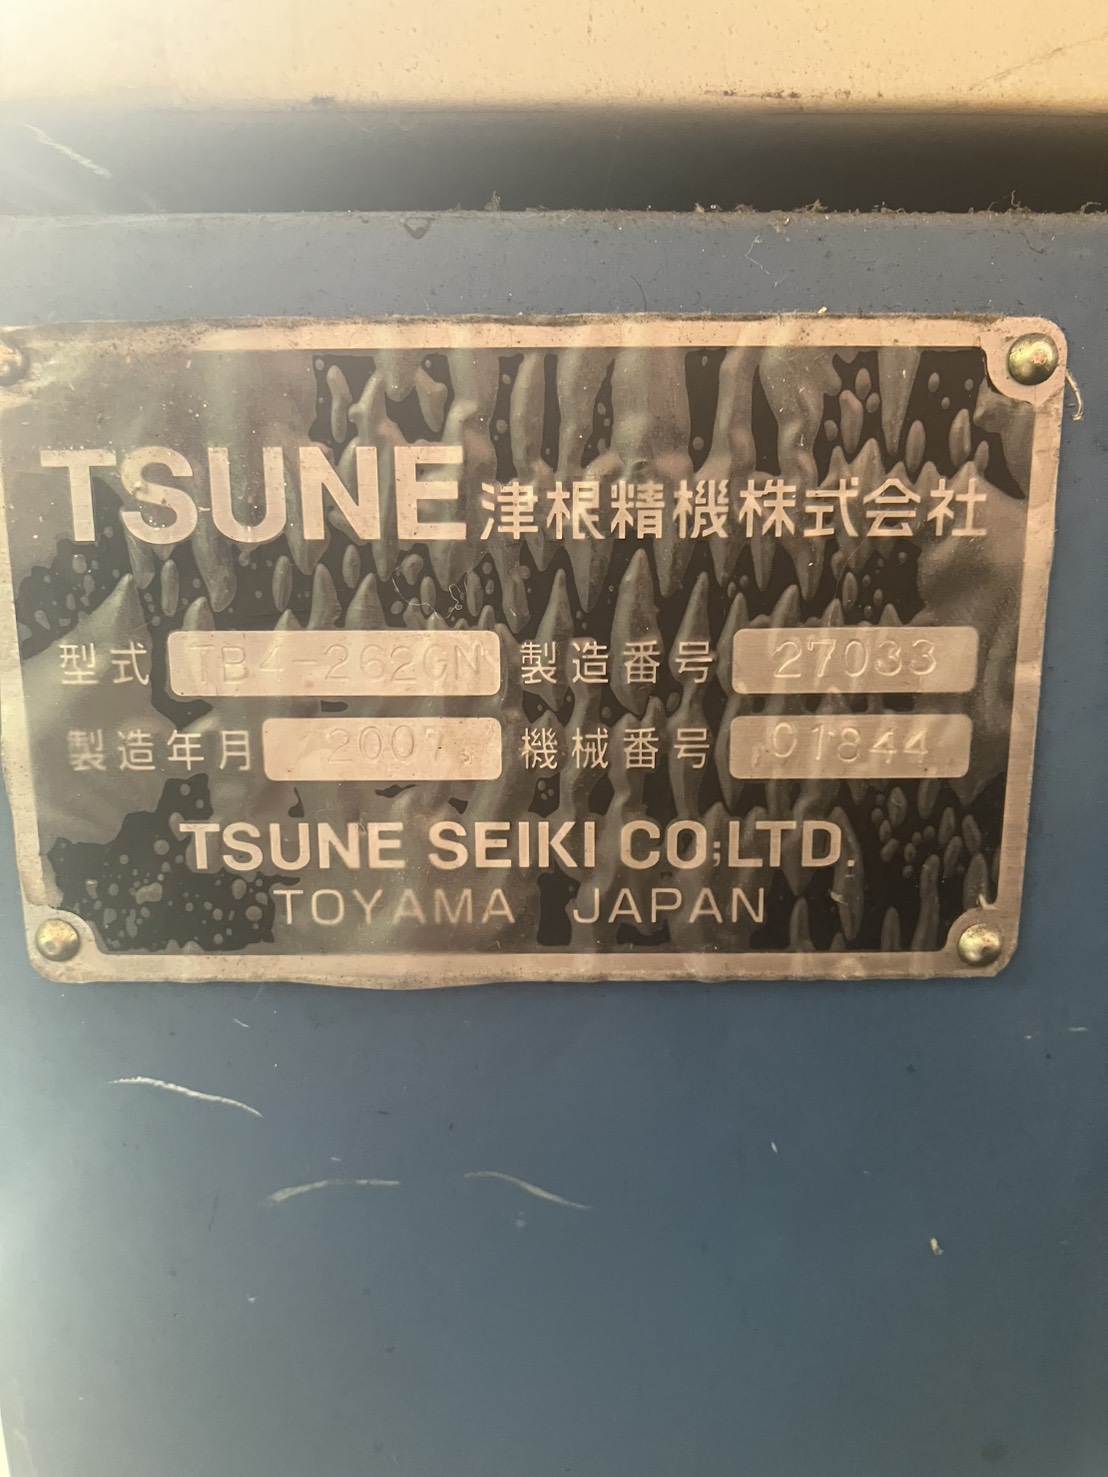 TSUNE 津根精機株式会社
型式 TB4-262GN 製造番号 27033
製造年月 2007. 機械番号 01844
TSUNE SEIKI CO;LTD.
TOYAMA JAPAN